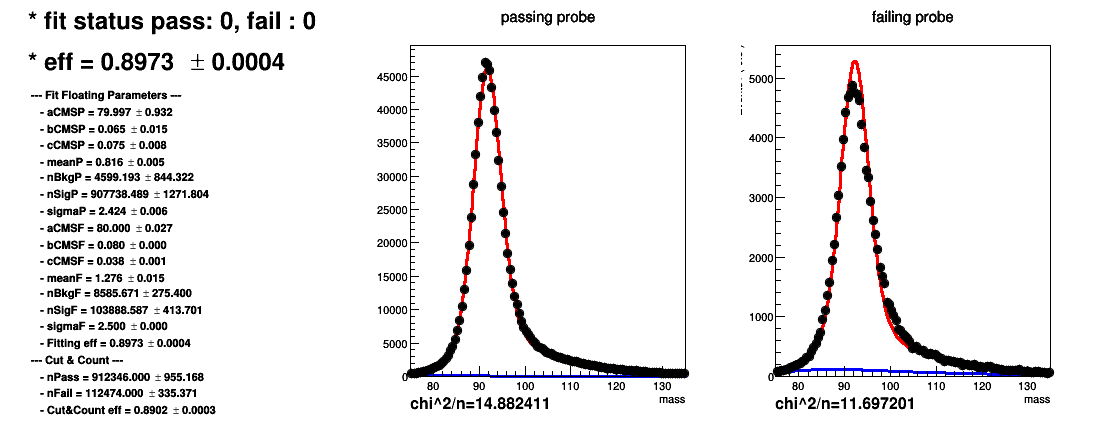 * fit status pass: 0, fail : 0
* eff = 0.8973 ± 0.0004
--- Fit Floating Parameters ---
- aCMSP = 79.997 ± 0.932
- bCMSP = 0.065 ± 0.015
- cCMSP = 0.075 ± 0.008
- meanP = 0.816 ± 0.005
- nBkgP = 4599.193 ± 844.322
- nSigP = 907738.489 ± 1271.804
- sigmaP = 2.424 ± 0.006
- aCMSF = 80.000 ± 0.027
- bCMSF = 0.080 ± 0.000
- cCMSF = 0.038 ± 0.001
- meanF = 1.276 ± 0.015
- nBkgF = 8585.671 ± 275.400
- nSigF = 103888.587 ± 413.701
- sigmaF = 2.500 ± 0.000
- Fitting eff = 0.8973 ± 0.0004
--- Cut & Count ---
- nPass = 912346.000 ± 955.168
- nFail = 112474.000 ± 335.371
- Cut&Count eff = 0.8902 ± 0.0003
passing probe
45000
40000
35000
30000
25000
20000
15000
10000
5000
0
80 90 100 110 120 130
mass
chi^2/n=14.882411
failing probe
5000
4000
3000
2000
1000
0
80 90 100 110 120 130
mass
chi^2/n=11.697201